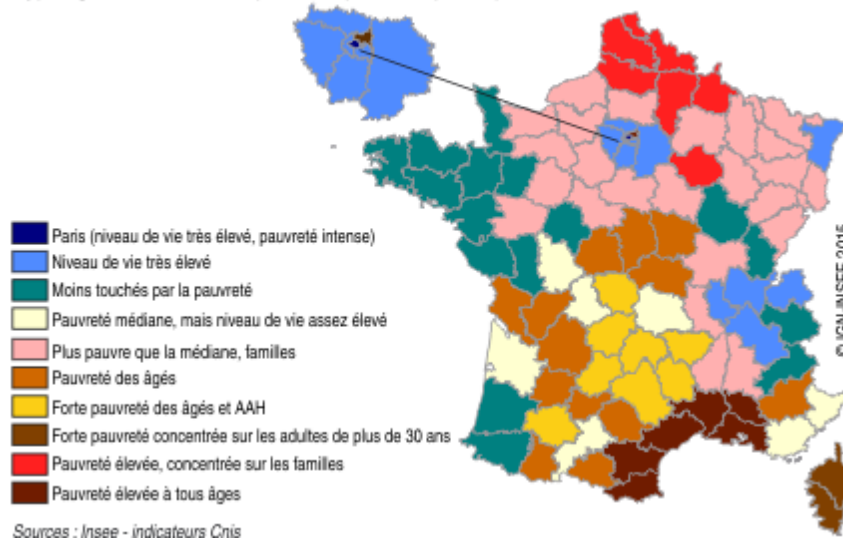 Paris (niveau de vie très élevé, pauvreté intense)
Niveau de vie très élevé
Moins touchés par la pauvreté
Pauvreté médiane, mais niveau de vie assez élevé
Plus pauvre que la médiane, familles
Pauvreté des âgés
Forte pauvreté des âgés et AAH
Forte pauvreté concentrée sur les adultes de plus de 30 ans
Pauvreté élevée, concentrée sur les familles
Pauvreté élevée à tous âges
Sources : Insee - indicateurs Cnis
© IGN-INSEE 2015